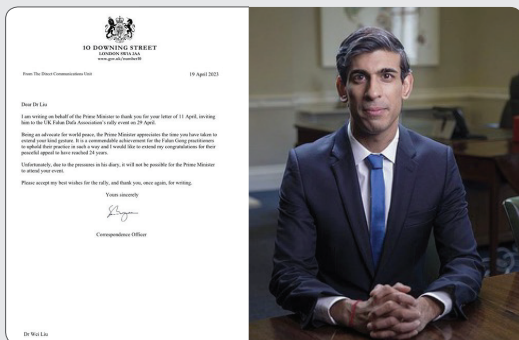 10 DOWNING STREET
LONDON SW1A 2AA
www.gov.uk/number10
From The Direct Communications Unit
19 April 2023
Dear Dr Liu
I am writing on behalf of the Prime Minister to thank you for your letter of 11 April, inviting
him to the UK Falun Dafa Association's rally event on 29 April.
Being an advocate for world peace, the Prime Minister appreciates the time you have taken to
extend your kind gesture. It is a commendable achievement for the Falun Gong practitioners
to uphold their practice in such a way and I would like to extend my congratulations for their
peaceful appeal to have reached 24 years.
Unfortunately, due to the pressures in his diary, it will not be possible for the Prime Minister
to attend your event.
Please accept my best wishes for the rally, and thank you, once again, for writing.
Yours sincerely
Correspondence Officer
Dr Wei Liu